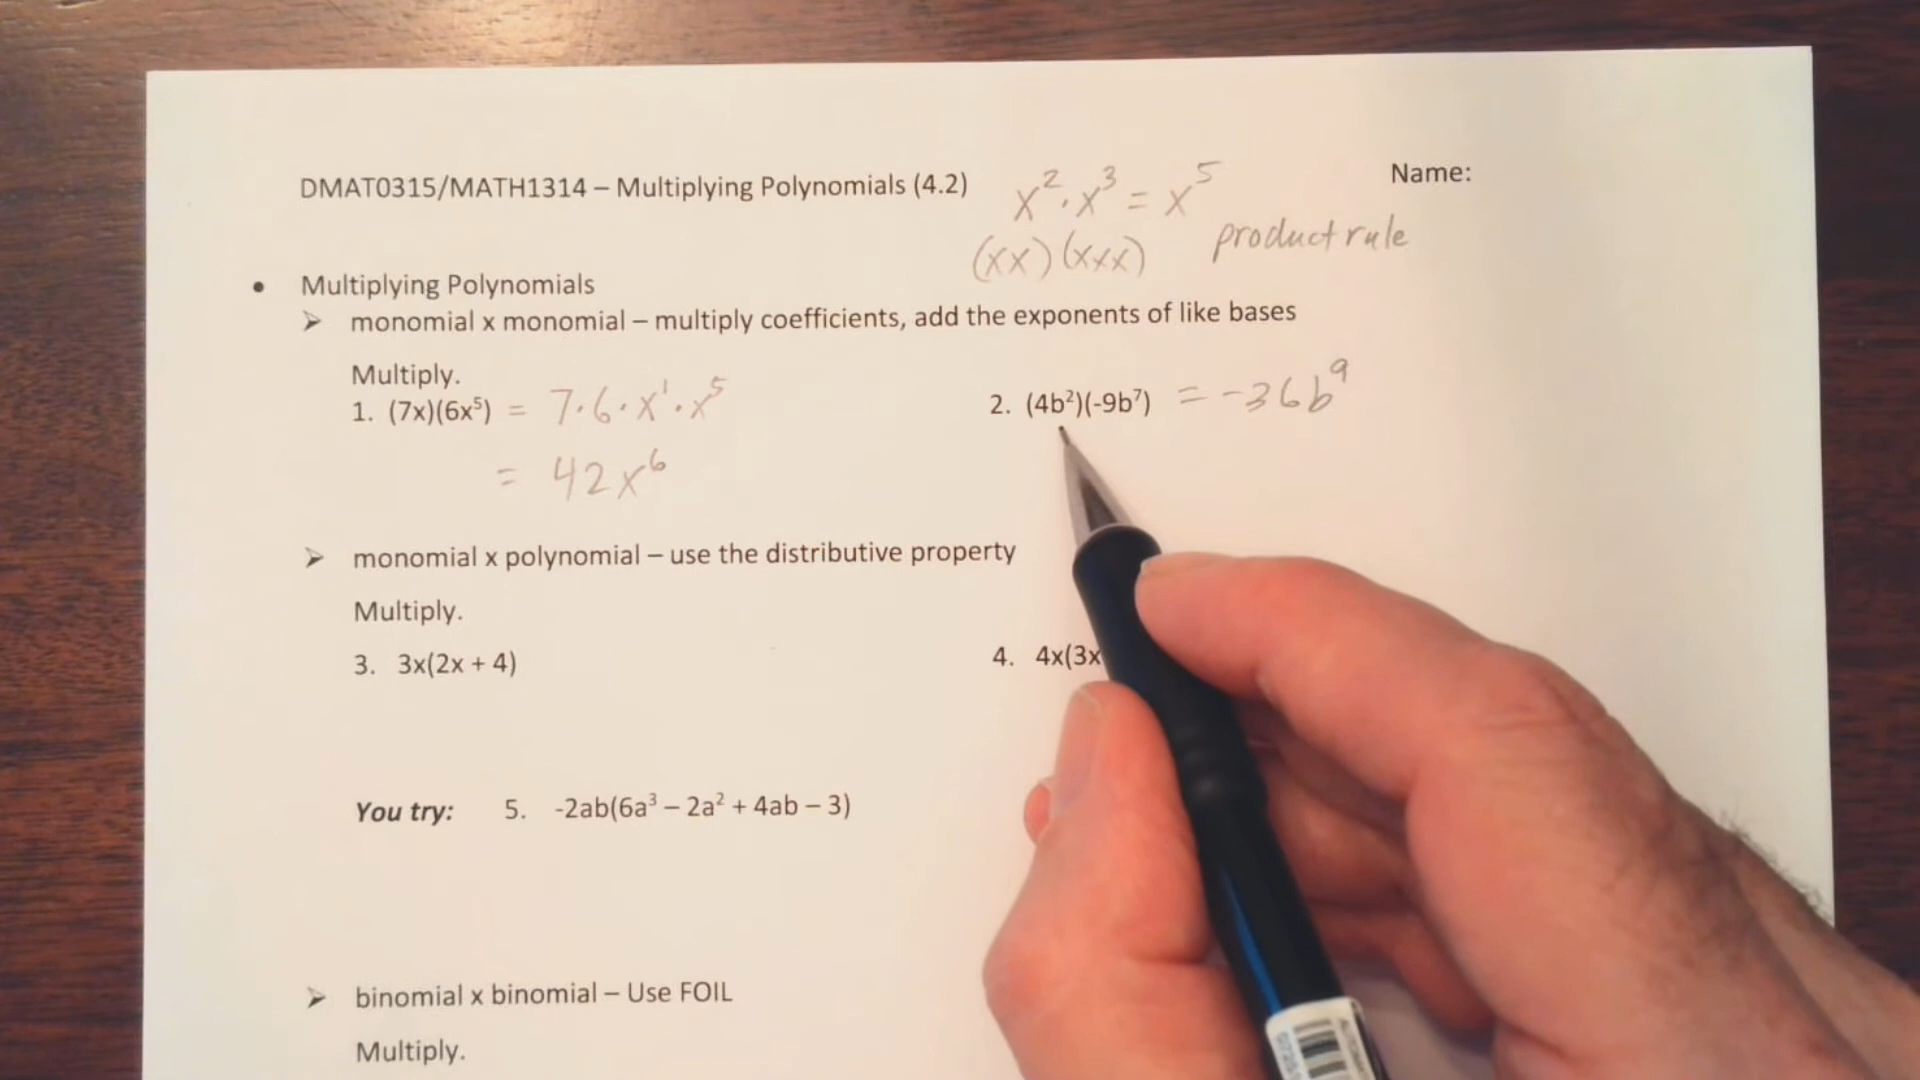 DMAT0315/MATH1314 – Multiplying Polynomials (4.2)
x² · x³ = x⁵
Name:
(xx)(xxx)
product rule
• Multiplying Polynomials
➢ monomial x monomial – multiply coefficients, add the exponents of like bases
Multiply.
1. (7x)(6x⁵) = 7·6·x¹·x⁵
= 42x⁶
2. (4b²)(-9b⁷) = -36b⁹
➢ monomial x polynomial – use the distributive property
Multiply.
3. 3x(2x + 4)
4. 4x(3x
You try: 5. -2ab(6a³ – 2a² + 4ab – 3)
➢ binomial x binomial – Use FOIL
Multiply.